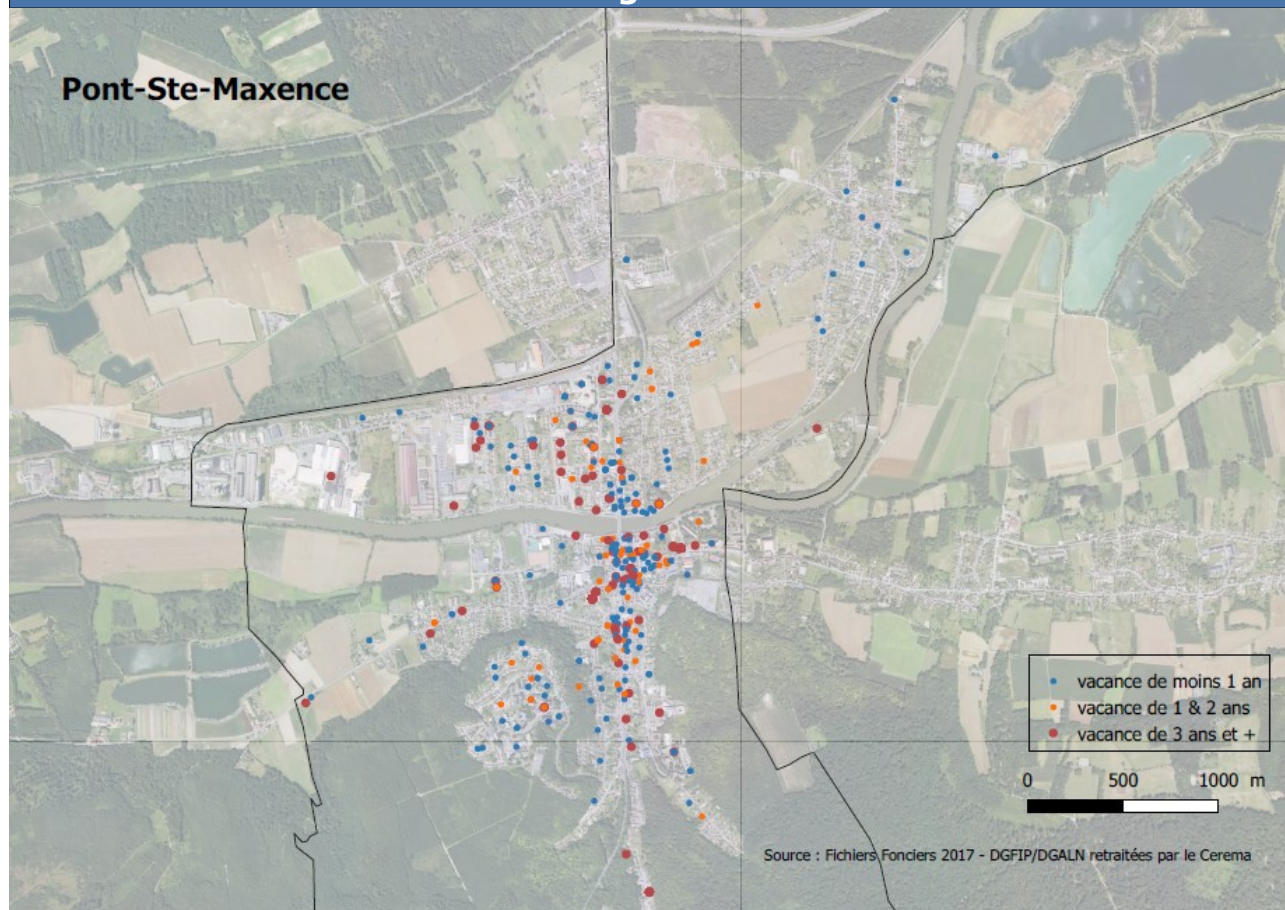 Pont-Ste-Maxence
vacance de moins 1 an
vacance de 1 & 2 ans
vacance de 3 ans et +
0 500 1000 m
Source : Fichiers Fonciers 2017 - DGFIP/DGALN retraitées par le Cerema